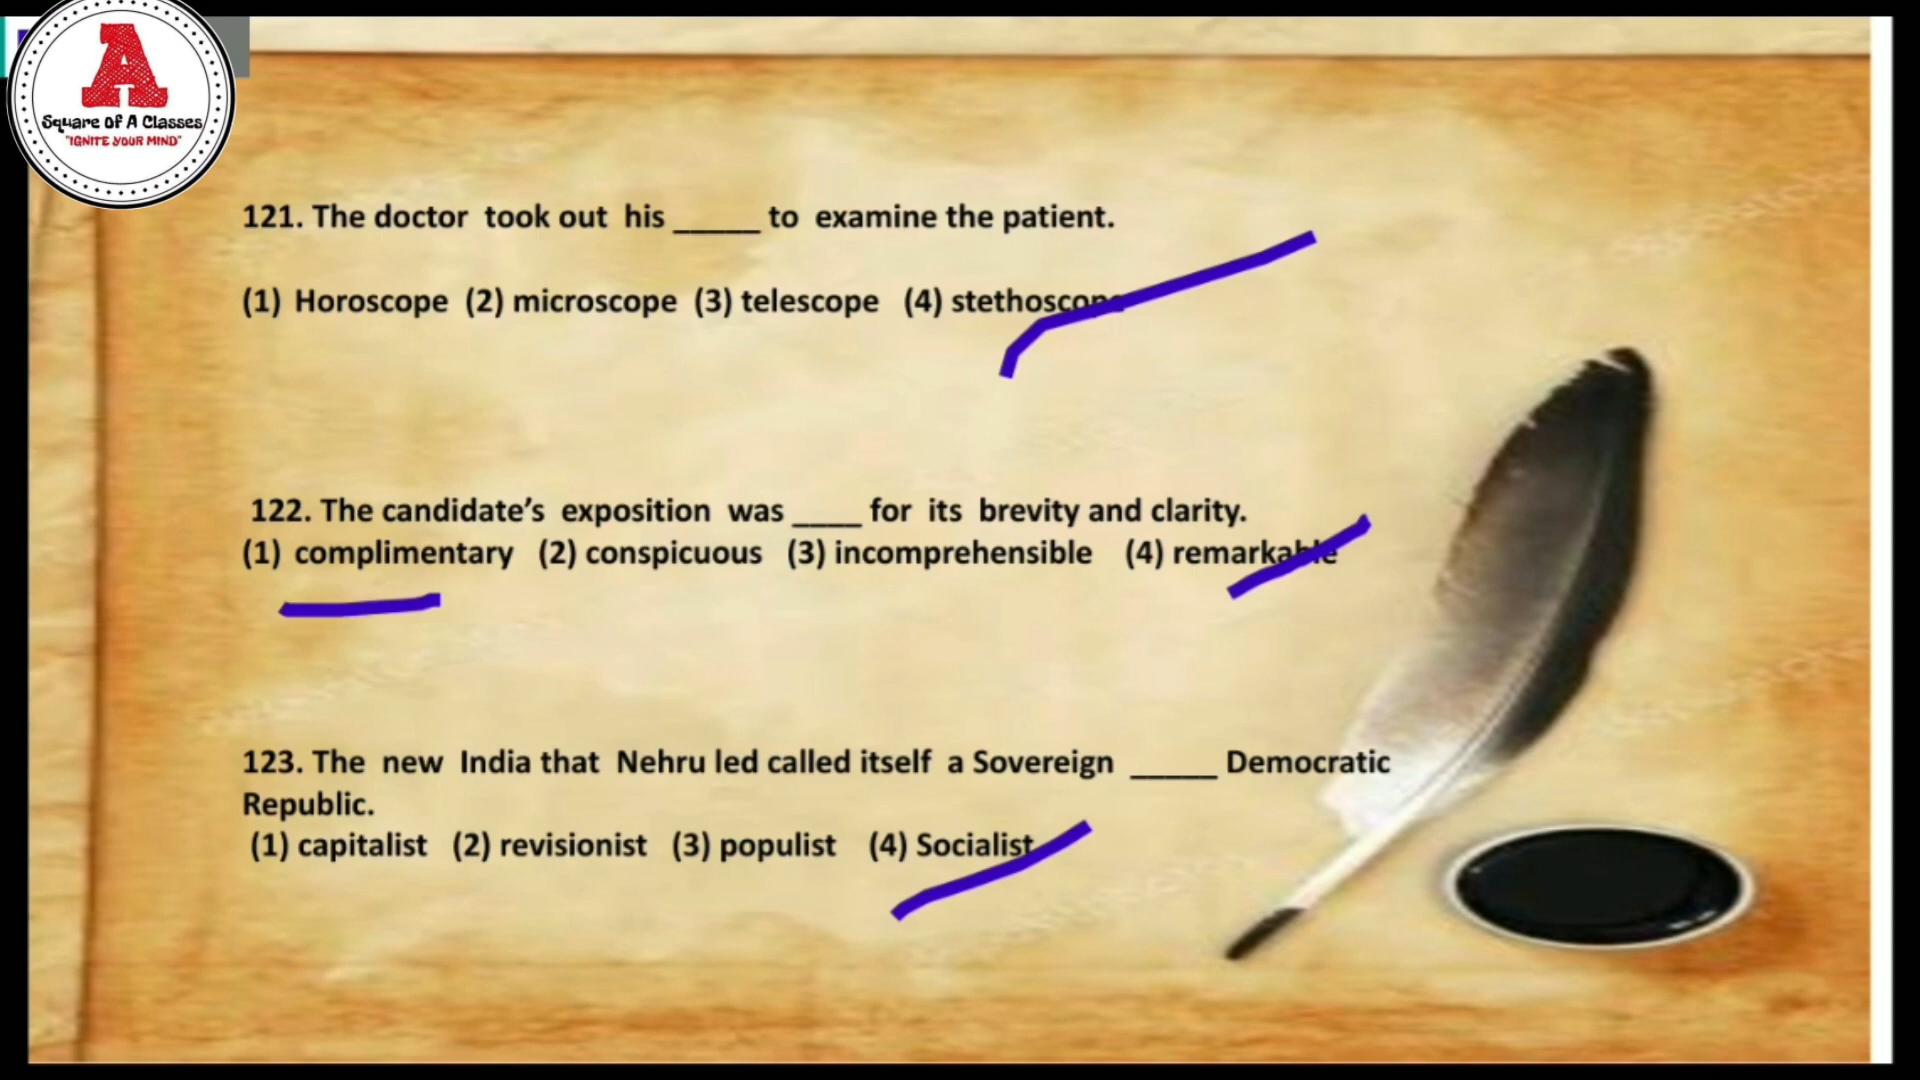 A
Square OF A Classes
"IGNITE YOUR MIND"
121. The doctor took out his _____ to examine the patient.
(1) Horoscope (2) microscope (3) telescope (4) stethoscope
122. The candidate's exposition was ____ for its brevity and clarity.
(1) complimentary (2) conspicuous (3) incomprehensible (4) remarkable
123. The new India that Nehru led called itself a Sovereign _____ Democratic
Republic.
(1) capitalist (2) revisionist (3) populist (4) Socialist